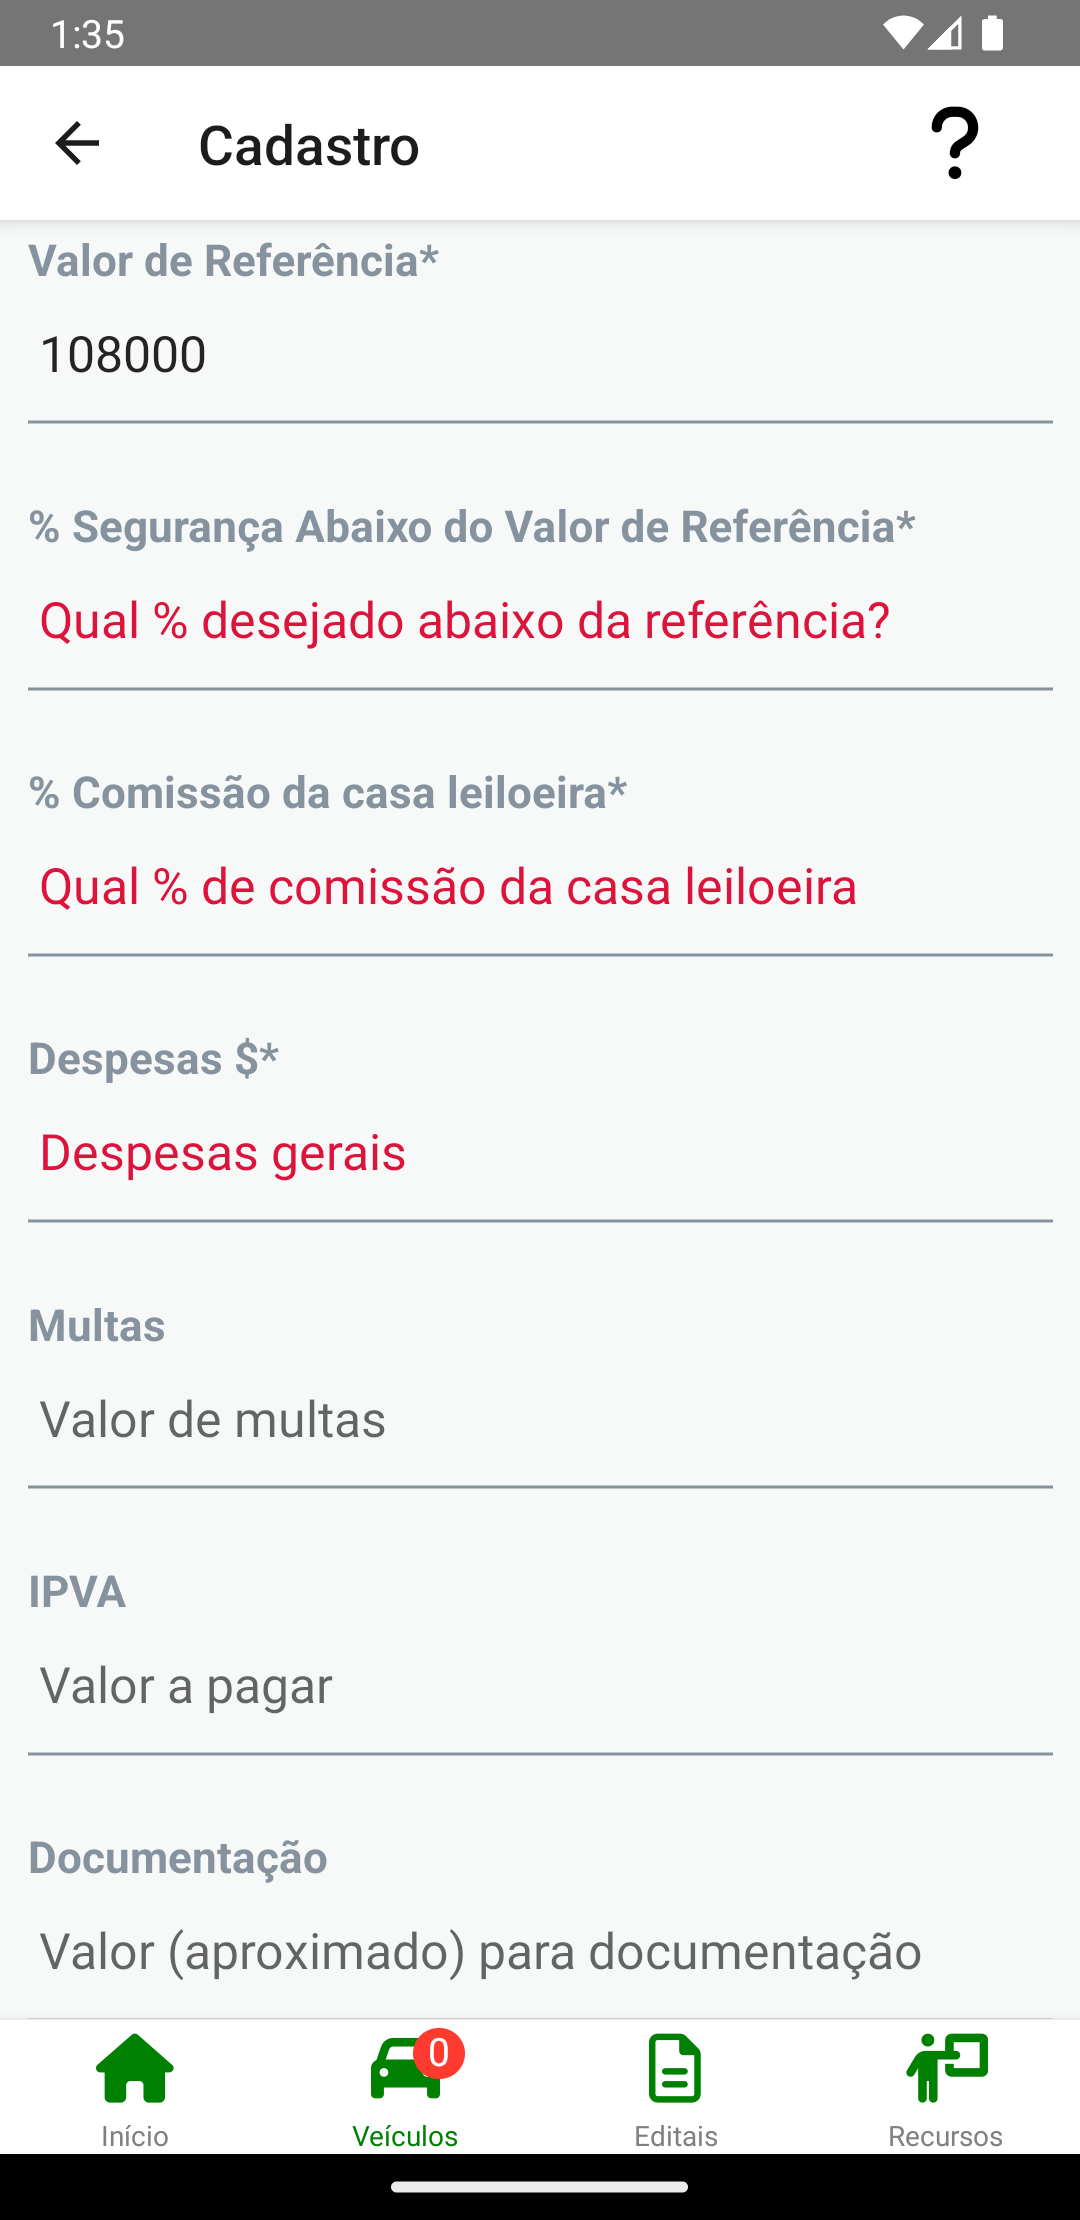 1:35
Cadastro
Valor de Referência*
108000
% Segurança Abaixo do Valor de Referência*
Qual % desejado abaixo da referência?
% Comissão da casa leiloeira*
Qual % de comissão da casa leiloeira
Despesas $*
Despesas gerais
Multas
Valor de multas
IPVA
Valor a pagar
Documentação
Valor (aproximado) para documentação
0
Início
Veículos
Editais
Recursos